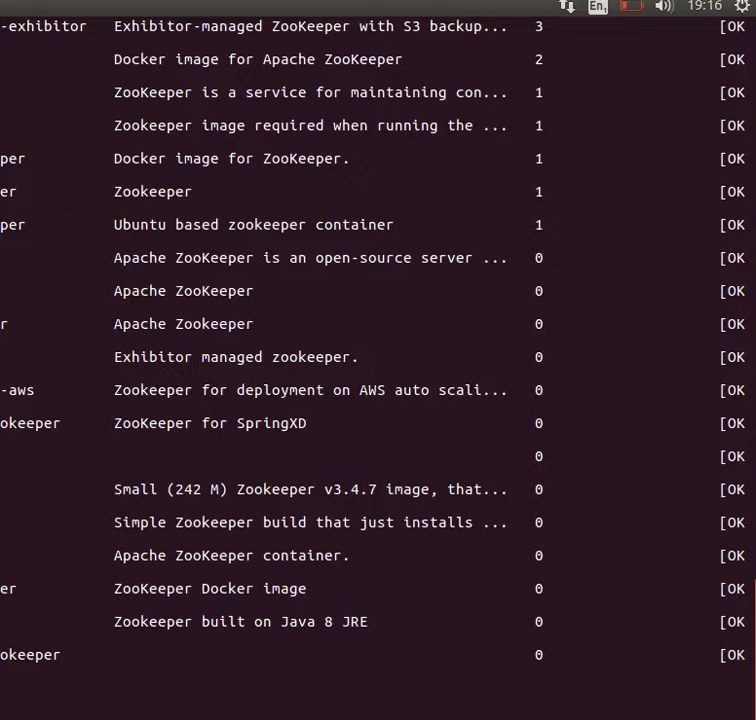 En 19:16
-exhibitor Exhibitor-managed ZooKeeper with S3 backup... 3 [OK
Docker image for Apache ZooKeeper 2 [OK
ZooKeeper is a service for maintaining con... 1 [OK
Zookeeper image required when running the ... 1 [OK
per Docker image for ZooKeeper. 1 [OK
er Zookeeper 1 [OK
per Ubuntu based zookeeper container 1 [OK
Apache ZooKeeper is an open-source server ... 0 [OK
Apache ZooKeeper 0 [OK
r Apache Zookeeper 0 [OK
Exhibitor managed zookeeper. 0 [OK
-aws Zookeeper for deployment on AWS auto scali... 0 [OK
okeeper ZooKeeper for SpringXD 0 [OK
0 [OK
Small (242 M) Zookeeper v3.4.7 image, that... 0 [OK
Simple Zookeeper build that just installs ... 0 [OK
Apache ZooKeeper container. 0 [OK
er ZooKeeper Docker image 0 [OK
Zookeeper built on Java 8 JRE 0 [OK
okeeper 0 [OK